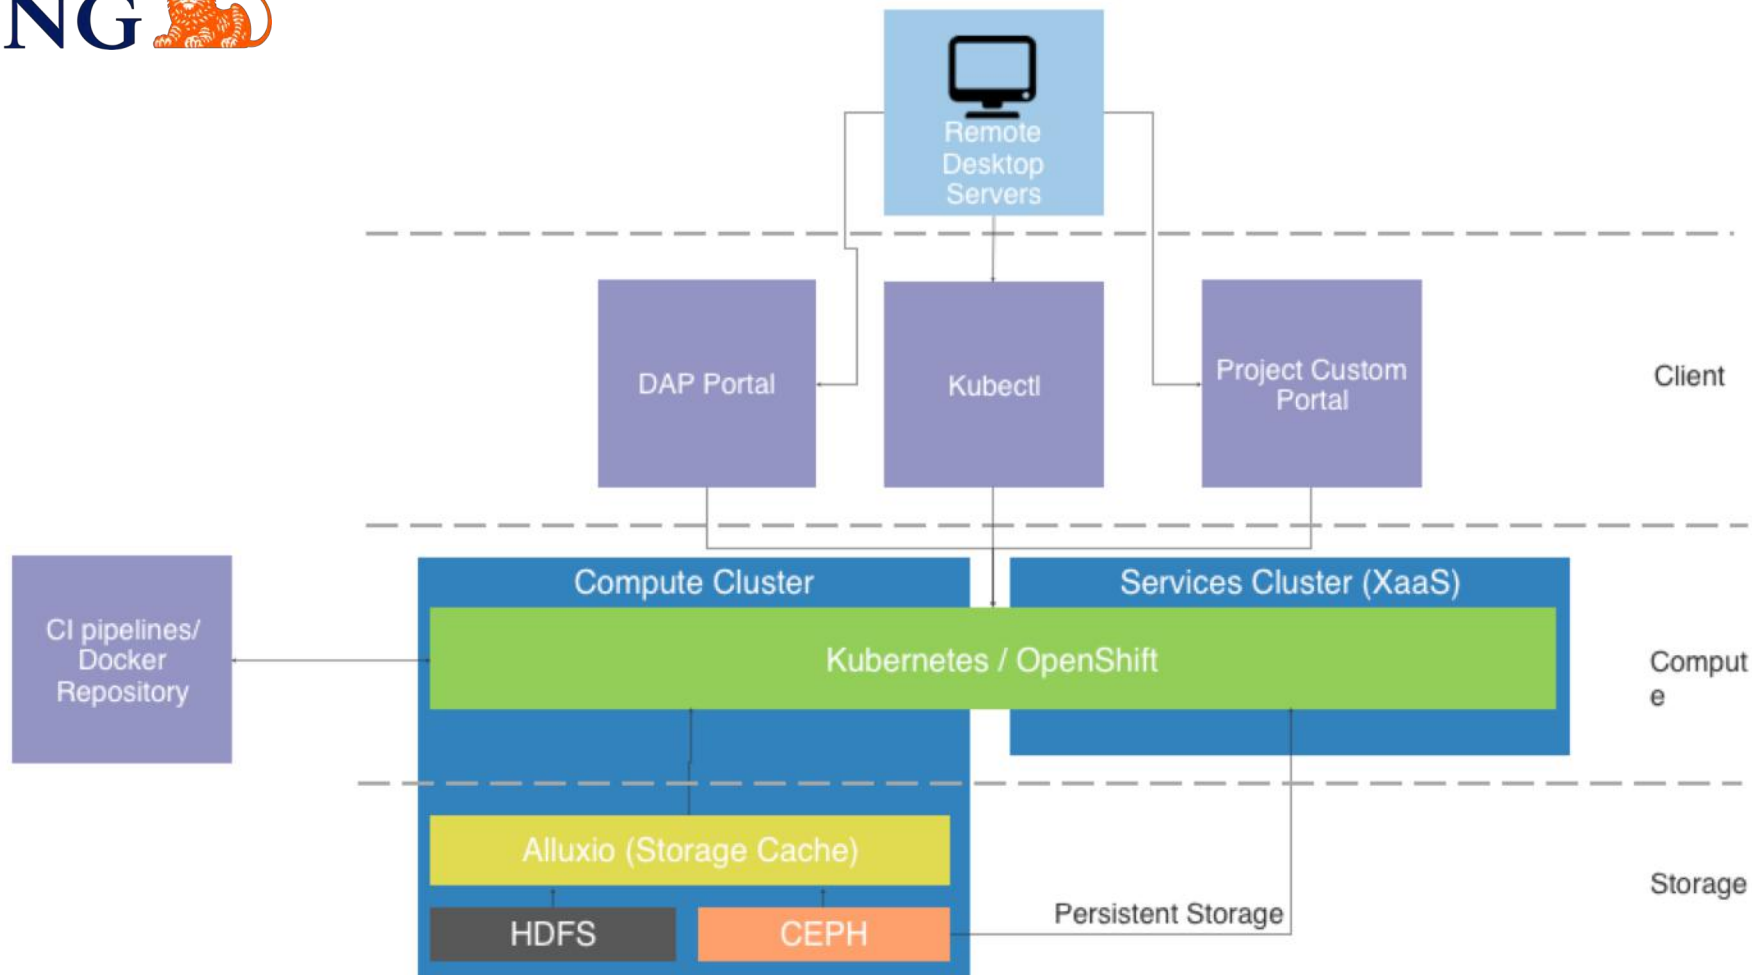 NG
Remote
Desktop
Servers
DAP Portal
Kubectl
Project Custom
Portal
Client
CI pipelines/
Docker
Repository
Compute Cluster
Services Cluster (XaaS)
Kubernetes / OpenShift
Comput
e
Alluxio (Storage Cache)
Storage
HDFS
CEPH
Persistent Storage